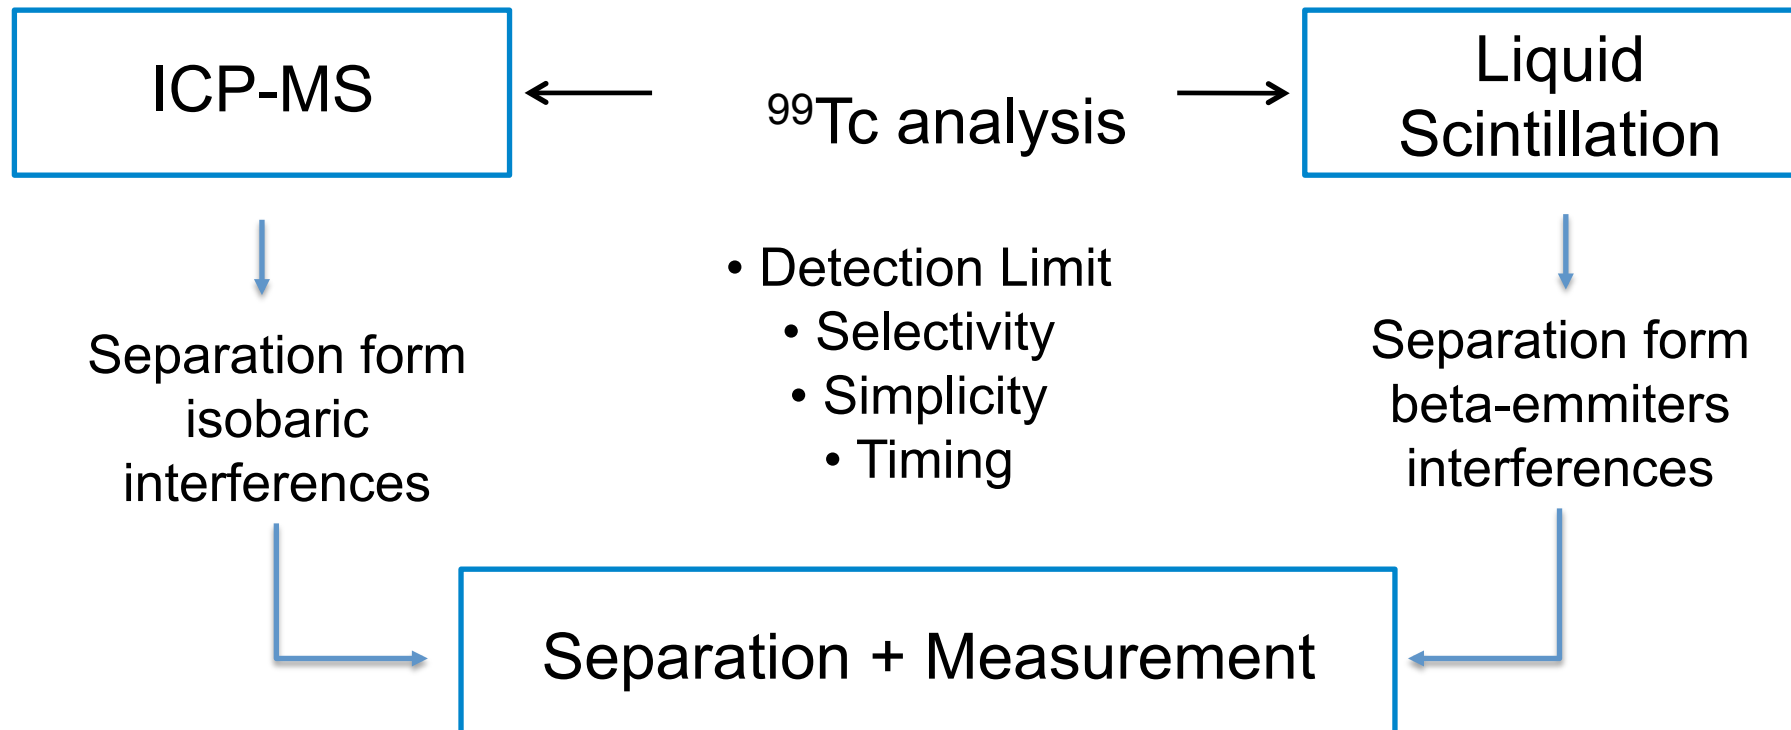 ICP-MS
⁹⁹Tc analysis
Liquid
Scintillation
• Detection Limit
• Selectivity
• Simplicity
• Timing
Separation form
isobaric
interferences
Separation form
beta-emmiters
interferences
Separation + Measurement